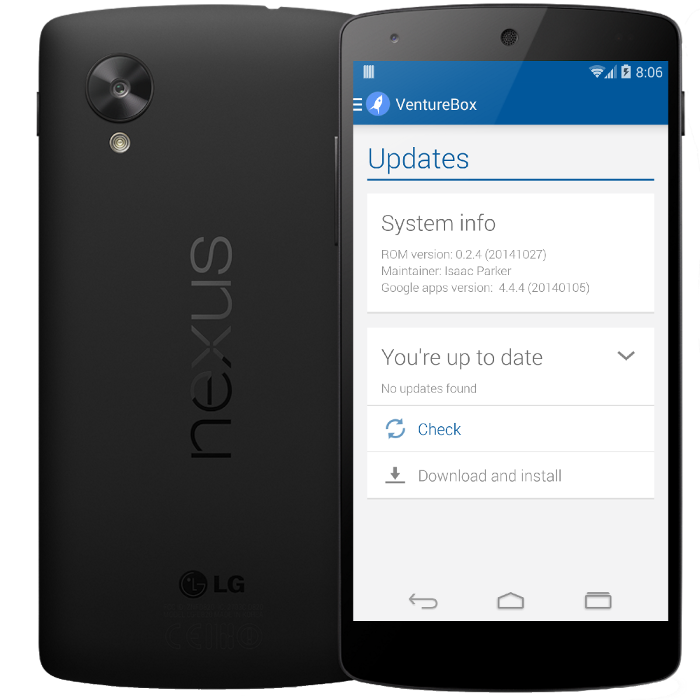 nexus
LG
8:06
VentureBox
Updates
System info
ROM version: 0.2.4 (20141027)
Maintainer: Isaac Parker
Google apps version: 4.4.4 (20140105)
You're up to date
No updates found
Check
Download and install